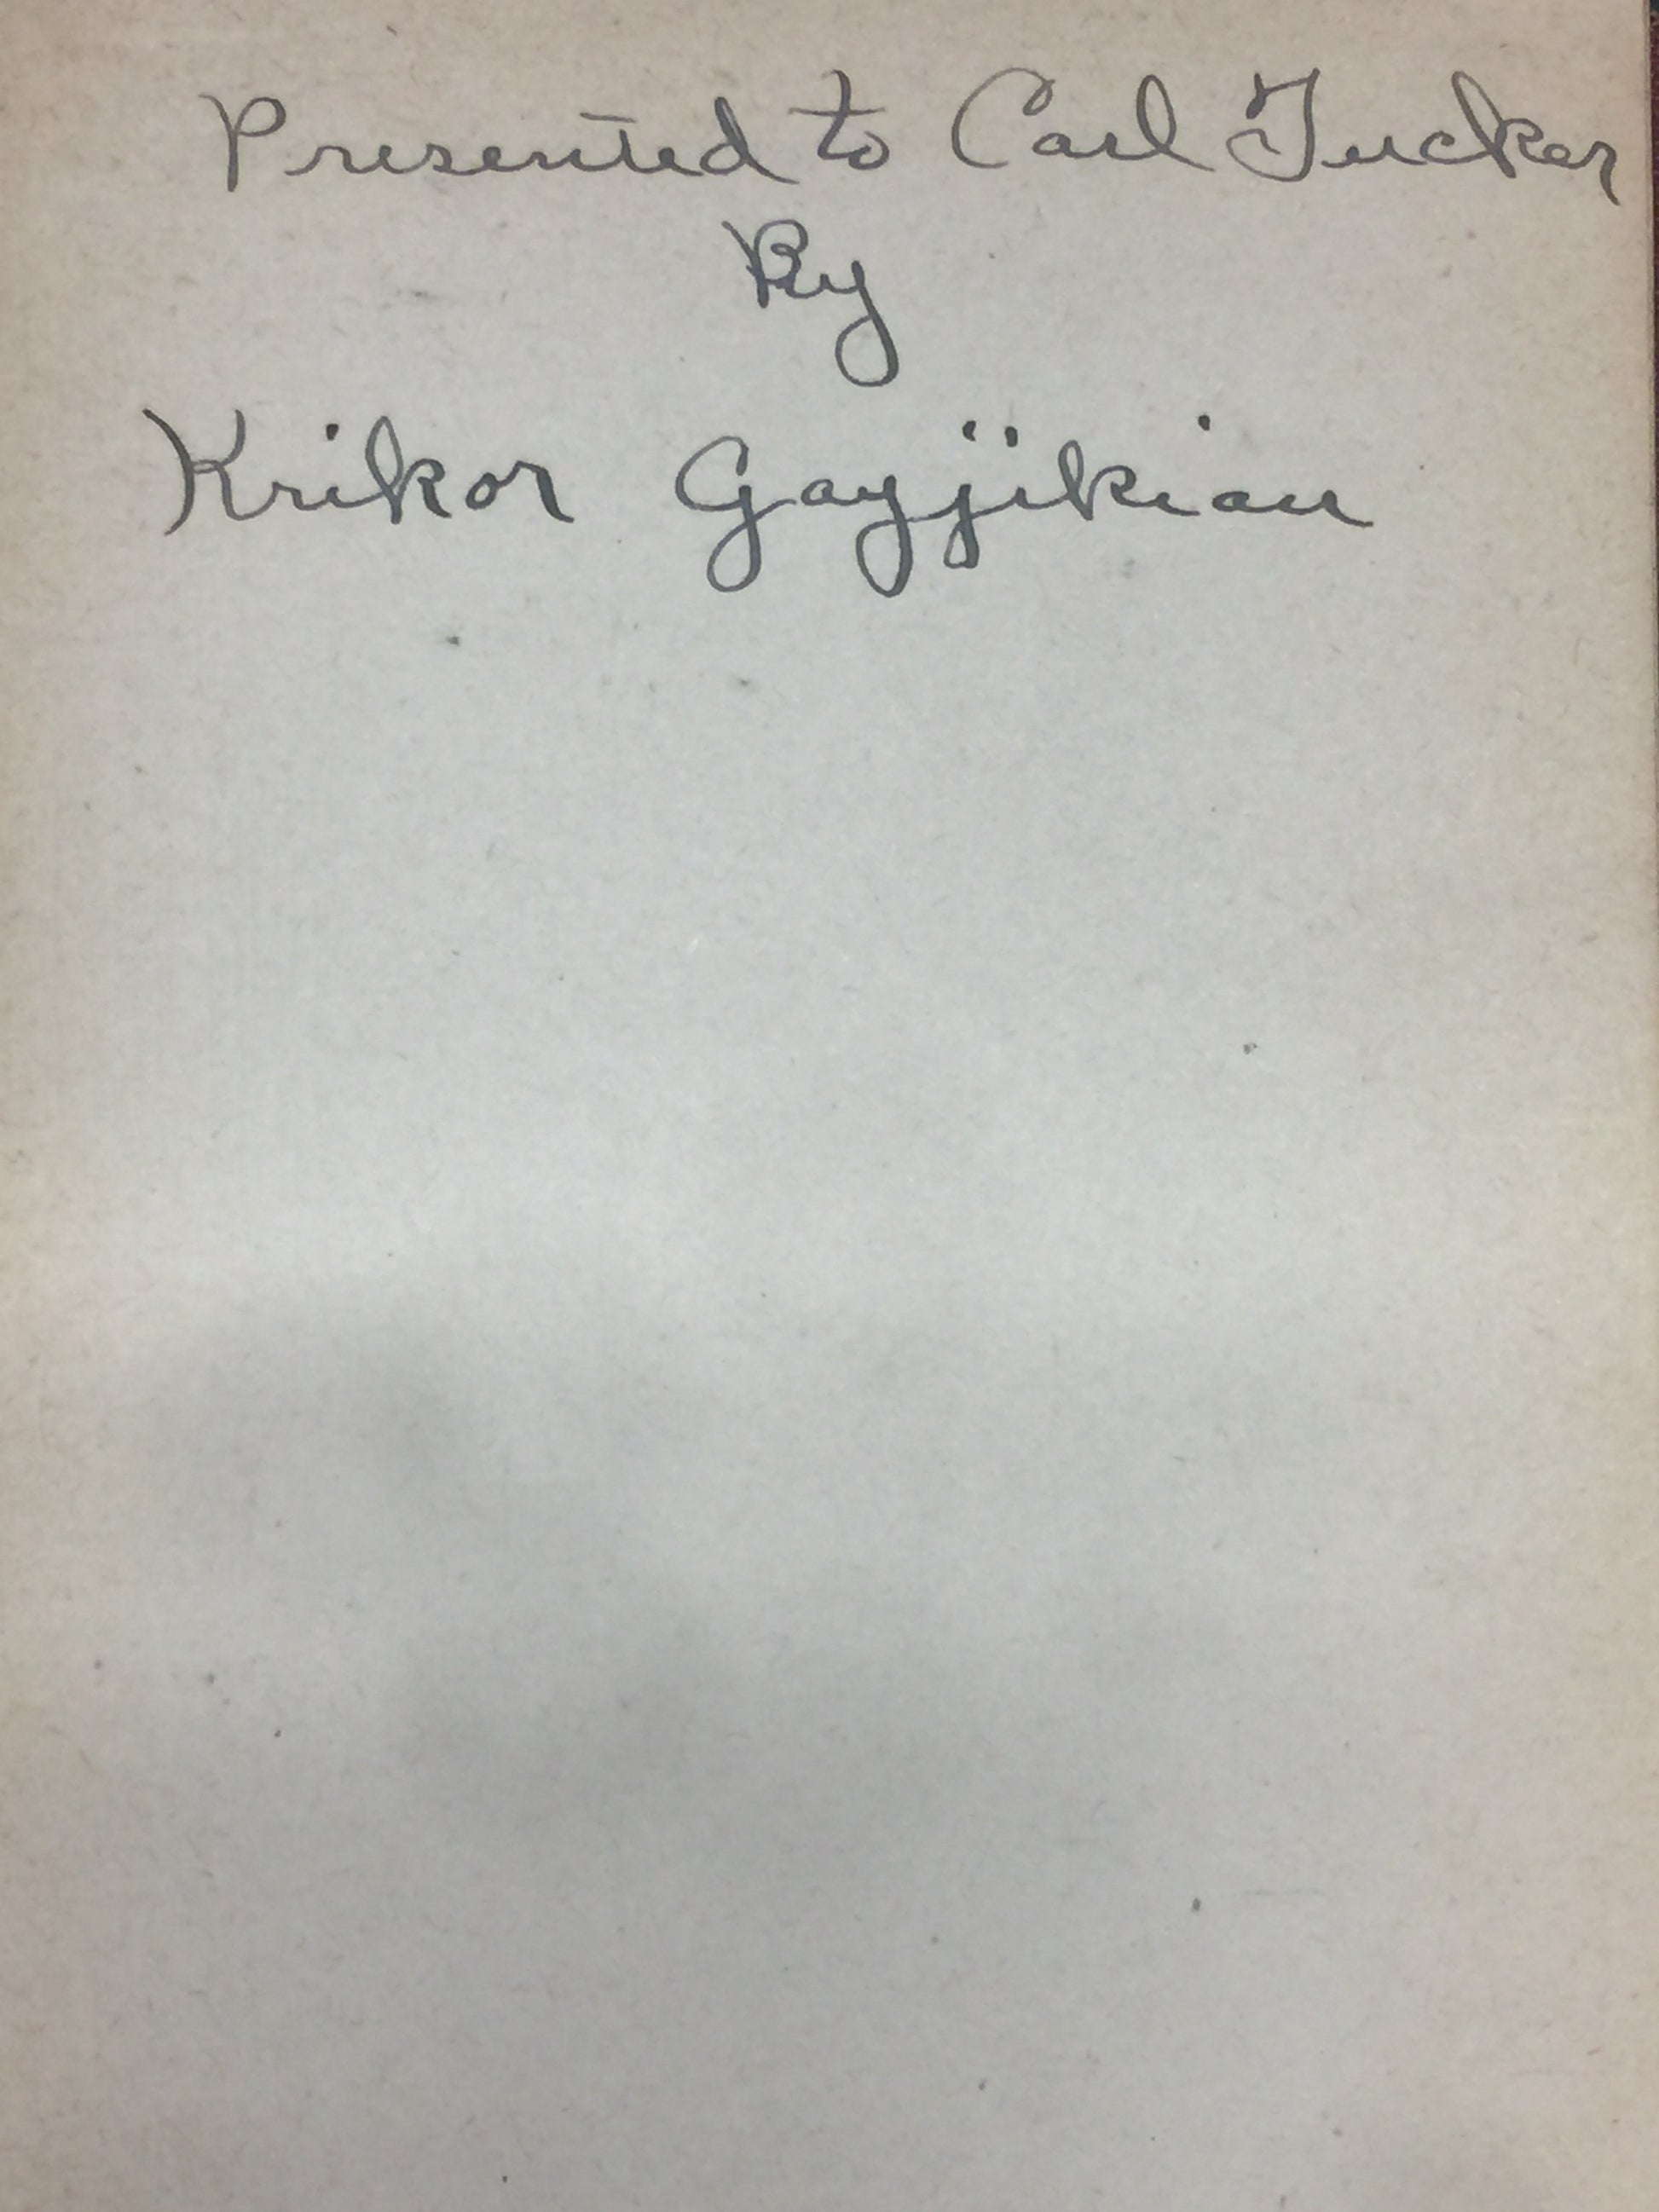 Presented to Carl Tucker
By
Krikor Gayjikian